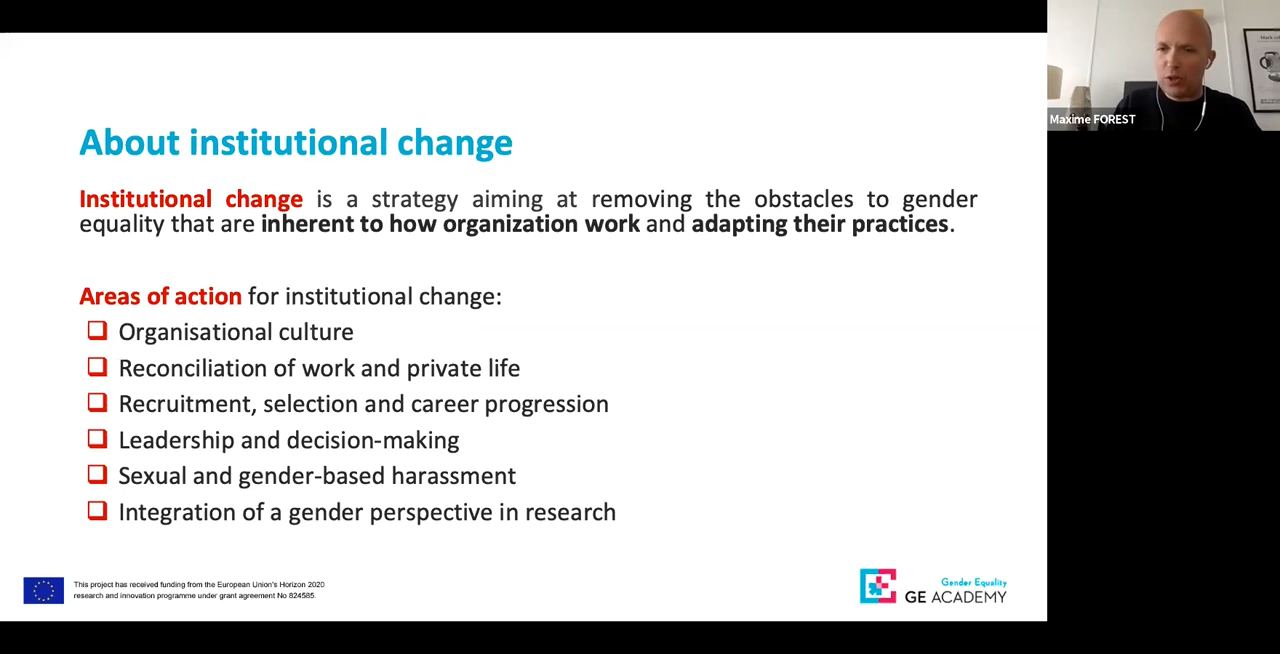 About institutional change
Institutional change is a strategy aiming at removing the obstacles to gender
equality that are inherent to how organization work and adapting their practices.
Areas of action for institutional change:
Organisational culture
Reconciliation of work and private life
Recruitment, selection and career progression
Leadership and decision-making
Sexual and gender-based harassment
Integration of a gender perspective in research
This project has received funding from the European Union's Horizon 2020
research and innovation programme under grant agreement No 824585.
Gender Equality
GE ACADEMY
Maxime FOREST